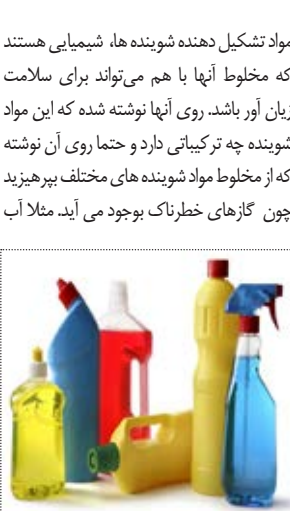 مواد تشکیل دهنده شوینده ها، شیمیایی هستند
که مخلوط آنها با هم می‌تواند برای سلامت
زیان آور باشد. روی آنها نوشته شده که این مواد
شوینده چه ترکیباتی دارد و حتما روی آن نوشته
که از مخلوط مواد شوینده های مختلف بپرهیزید
چون گازهای خطرناک بوجود می آید. مثلا آب